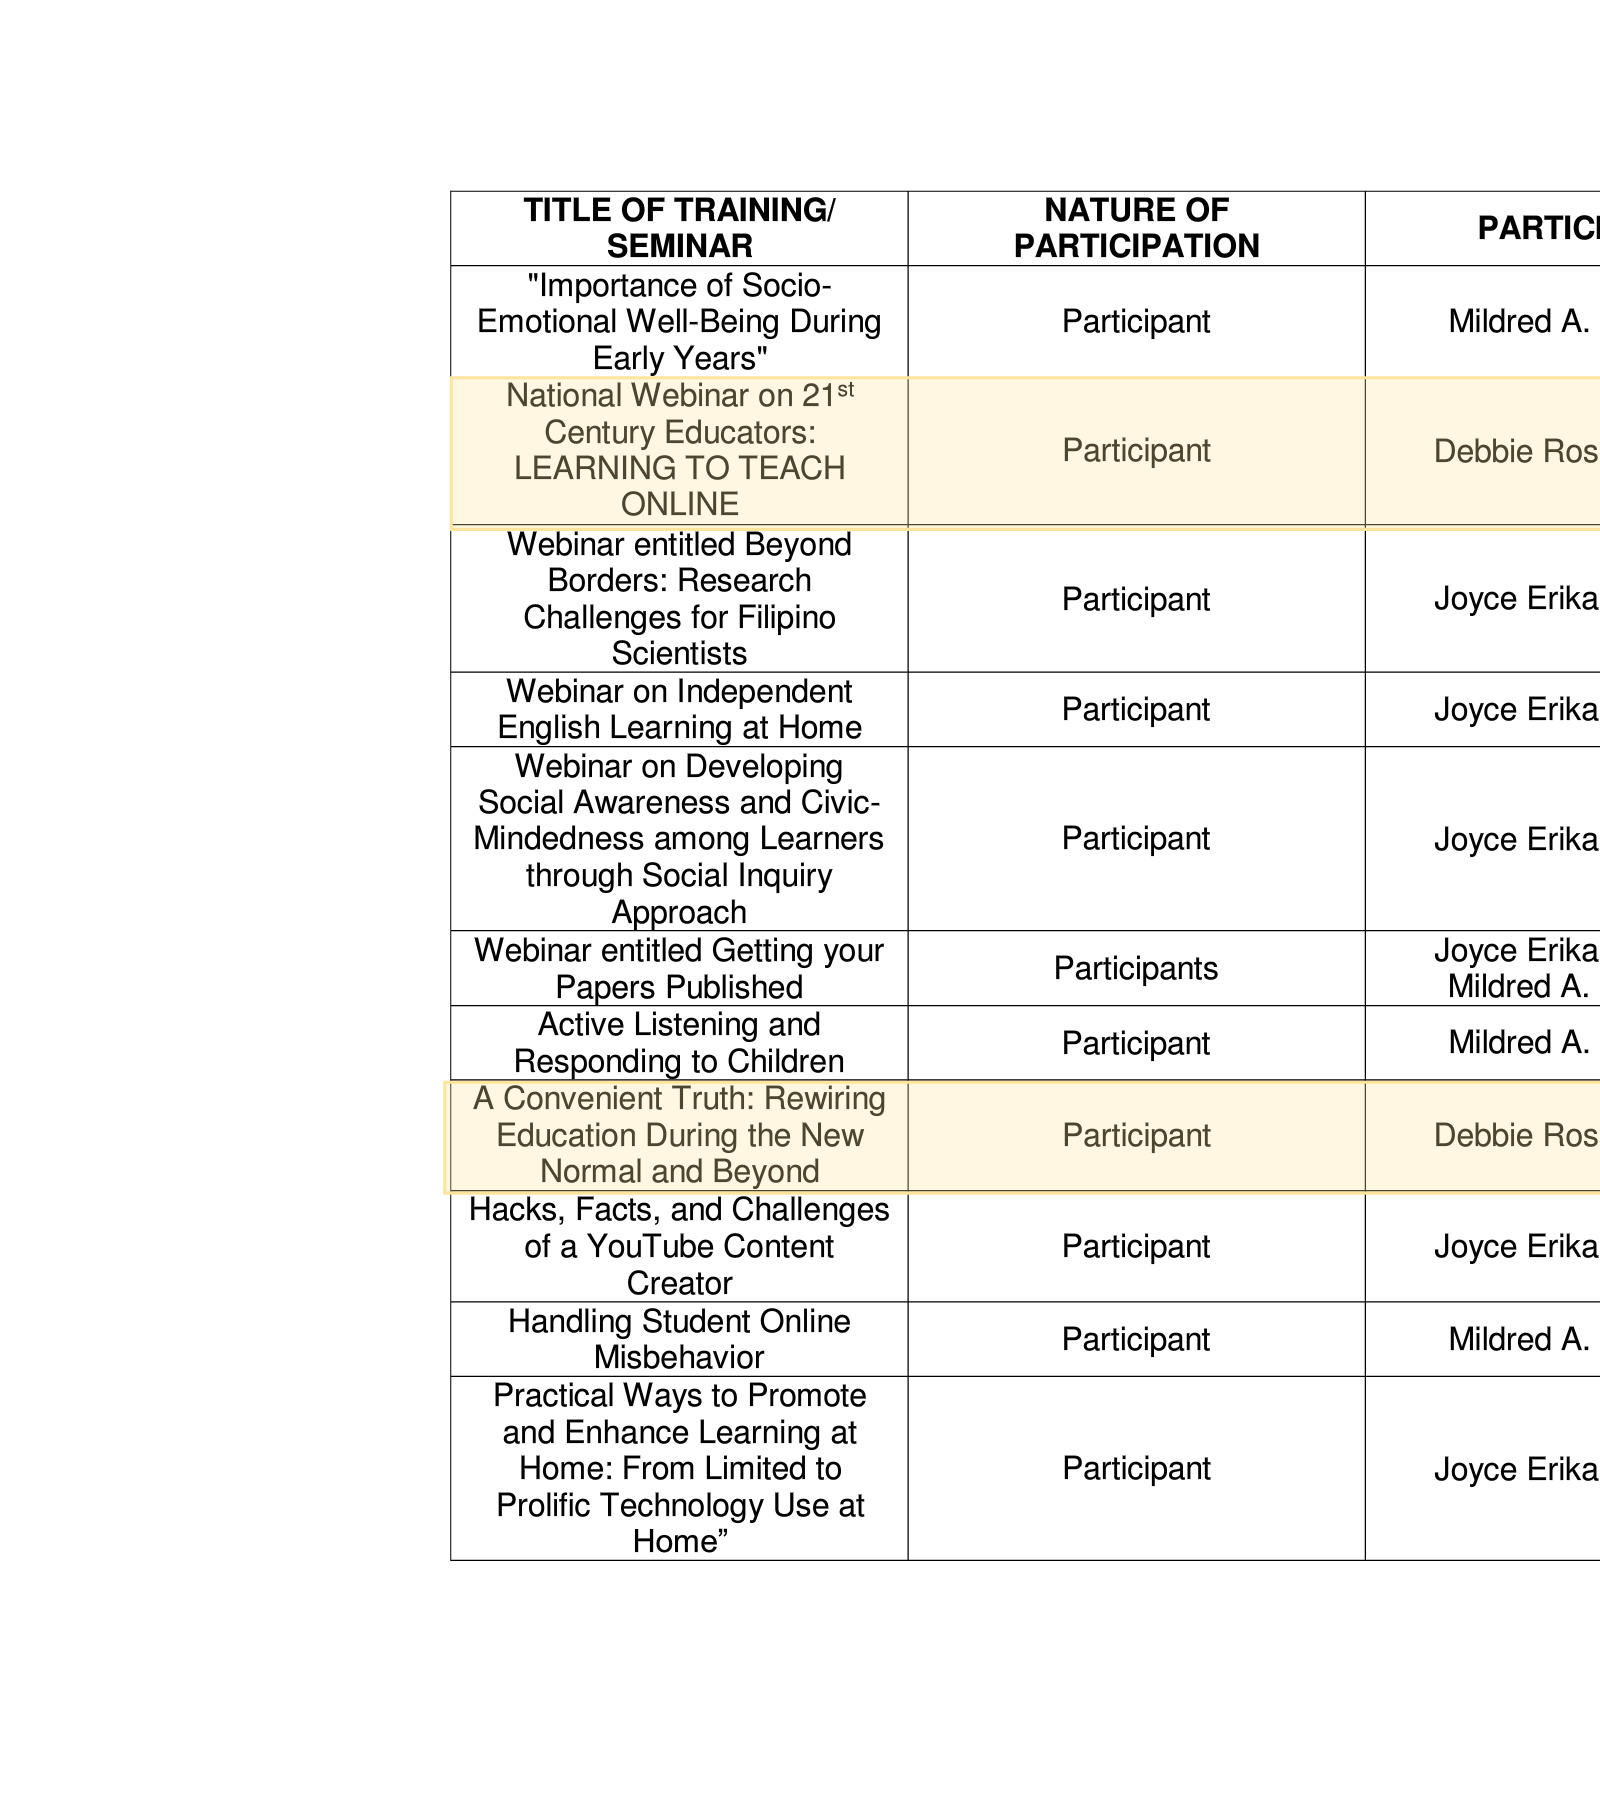 TITLE OF TRAINING/
SEMINAR
NATURE OF
PARTICIPATION
"Importance of Socio-
Emotional Well-Being During
Early Years"
Participant
Mildred A.
National Webinar on 21st
Century Educators:
LEARNING TO TEACH
ONLINE
Participant
Debbie Ros
Webinar entitled Beyond
Borders: Research
Challenges for Filipino
Scientists
Participant
Joyce Erika
Webinar on Independent
English Learning at Home
Participant
Joyce Erika
Webinar on Developing
Social Awareness and Civic-
Mindedness among Learners
through Social Inquiry
Approach
Participant
Joyce Erika
Webinar entitled Getting your
Papers Published
Participants
Joyce Erika
Mildred A.
Active Listening and
Responding to Children
Participant
Mildred A.
A Convenient Truth: Rewiring
Education During the New
Normal and Beyond
Participant
Debbie Ros
Hacks, Facts, and Challenges
of a YouTube Content
Creator
Participant
Joyce Erika
Handling Student Online
Misbehavior
Participant
Mildred A.
Practical Ways to Promote
and Enhance Learning at
Home: From Limited to
Prolific Technology Use at
Home”
Participant
Joyce Erika